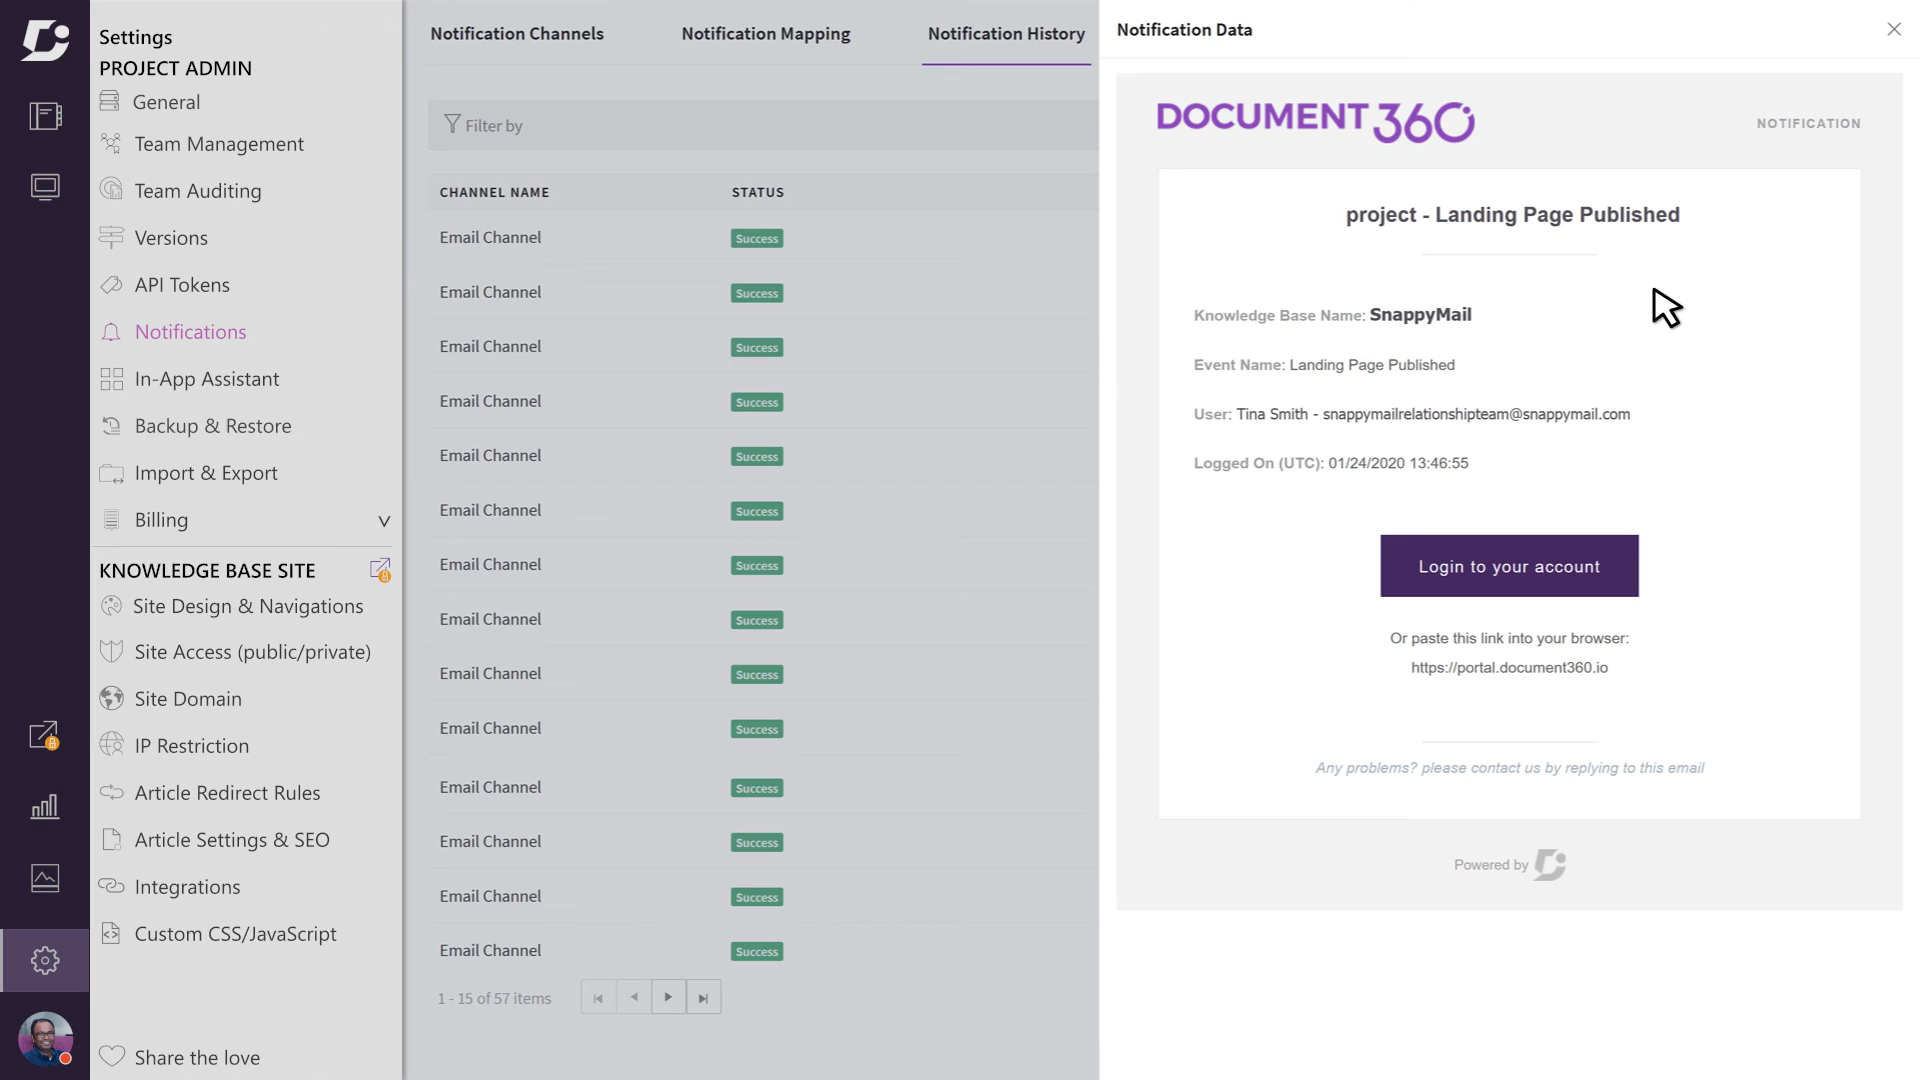 Settings
PROJECT ADMIN
General
Team Management
Team Auditing
Versions
API Tokens
Notifications
In-App Assistant
Backup & Restore
Import & Export
Billing
KNOWLEDGE BASE SITE
Site Design & Navigations
Site Access (public/private)
Site Domain
IP Restriction
Article Redirect Rules
Article Settings & SEO
Integrations
Custom CSS/JavaScript
Share the love
Notification Channels Notification Mapping Notification History
Filter by
CHANNEL NAME STATUS
Email Channel Success
Email Channel Success
Email Channel Success
Email Channel Success
Email Channel Success
Email Channel Success
Email Channel Success
Email Channel Success
Email Channel Success
Email Channel Success
Email Channel Success
Email Channel Success
Email Channel Success
Email Channel Success
1 - 15 of 57 items
Notification Data
DOCUMENT360 NOTIFICATION
project - Landing Page Published
Knowledge Base Name: SnappyMail
Event Name: Landing Page Published
User: Tina Smith - snappymailrelationshipteam@snappymail.com
Logged On (UTC): 01/24/2020 13:46:55
Login to your account
Or paste this link into your browser:
https://portal.document360.io
Any problems? please contact us by replying to this email
Powered by